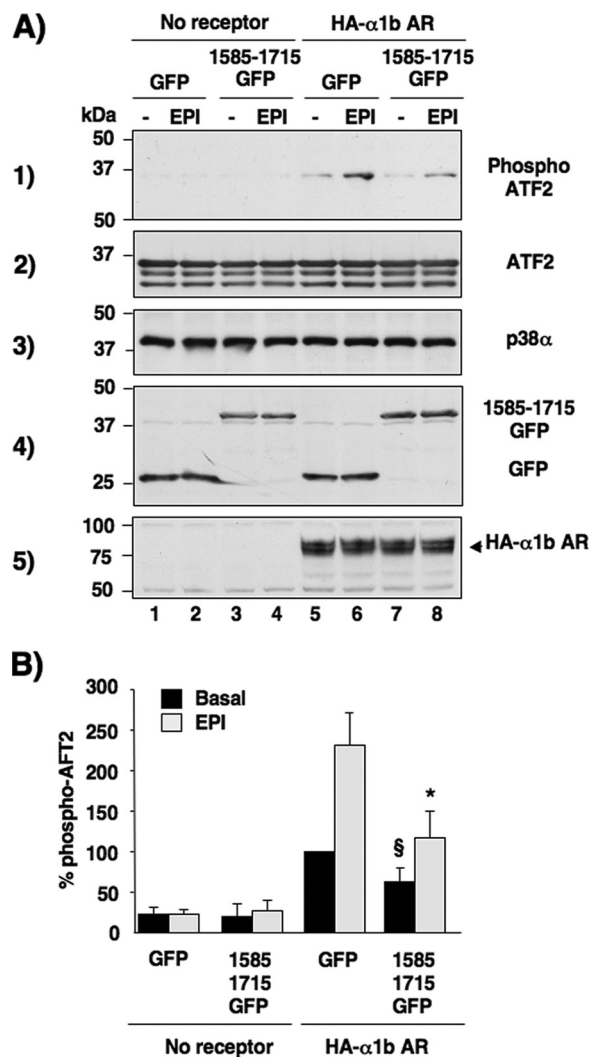 A)
No receptor HA-α1b AR
GFP 1585-1715 GFP GFP 1585-1715 GFP
kDa - EPI - EPI - EPI - EPI
1) 50 37 50 Phospho ATF2
2) 37 ATF2
3) 50 37 p38α
4) 50 37 25 1585-1715 GFP GFP
5) 100 75 50 HA-α1b AR
1 2 3 4 5 6 7 8
B)
% phospho-AFT2
300
250
200
150
100
50
0
Basal
EPI
§ *
GFP 1585 1715 GFP GFP 1585 1715 GFP
No receptor HA-α1b AR